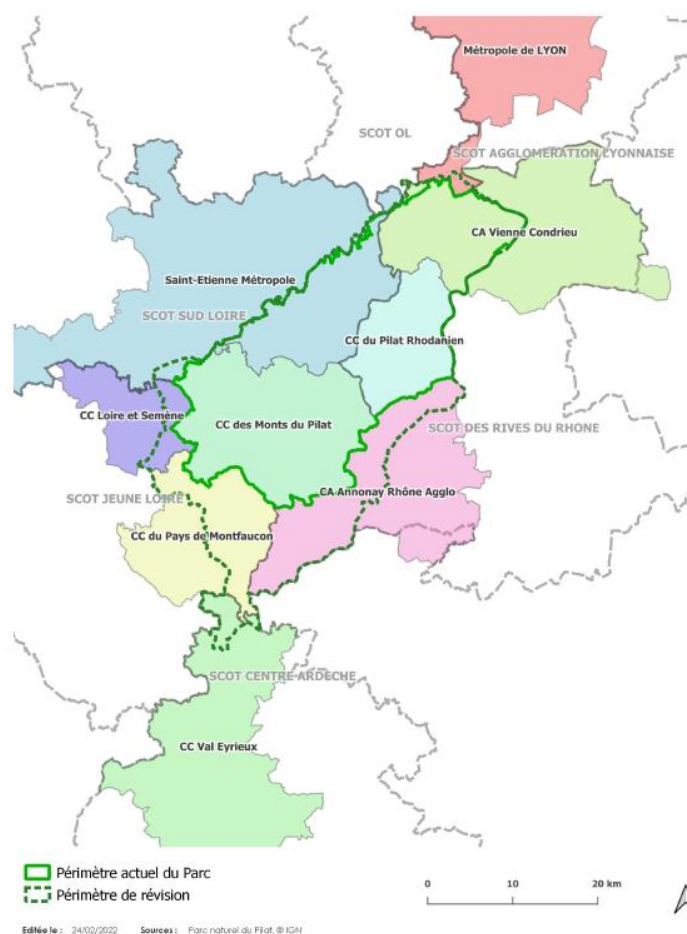 Métropole de LYON
SCOT OL
SCOT AGGLOMERATION LYONNAISE
CA Vienne Condrieu
Saint-Etienne Métropole
SCOT SUD LOIRE
CC du Pilat Rhodanien
CC Loire et Semène
CC des Monts du Pilat
SCOT DES RIVES DU RHONE
SCOT JEUNE LOIRE
CA Annonay Rhône Agglo
CC du Pays de Montfaucon
SCOT CENTRE ARDECHE
CC Val Eyrieux
Périmètre actuel du Parc
Périmètre de révision
0 10 20 km
Editée le : 24/02/2022 Sources : Parc naturel du Pilat, @ IGN